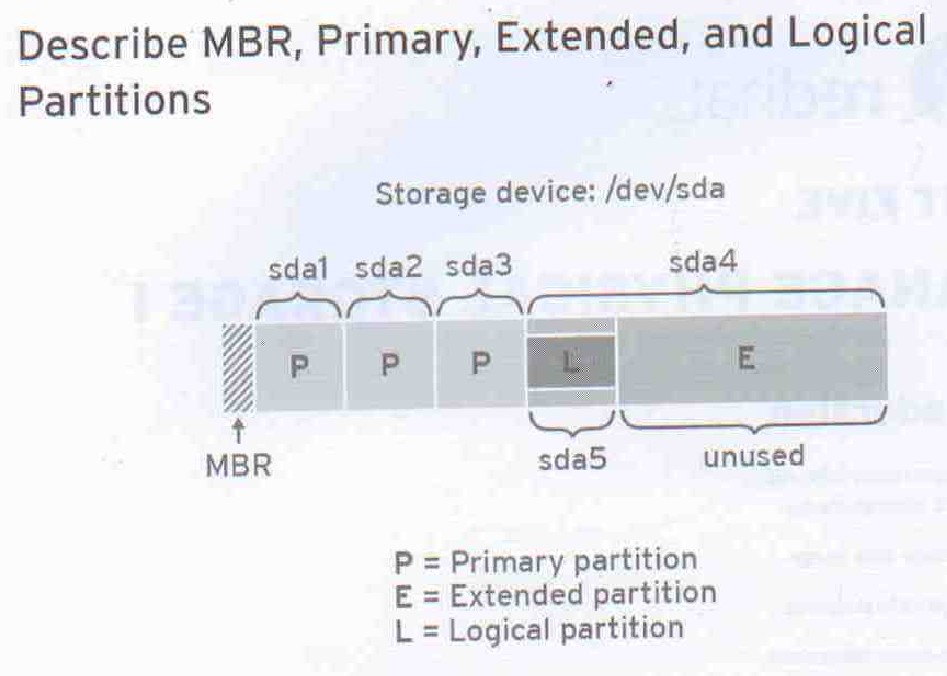 Describe MBR, Primary, Extended, and Logical
Partitions
Storage device: /dev/sda
sda1 sda2 sda3 sda4
P P P L E
MBR sda5 unused
P = Primary partition
E = Extended partition
L = Logical partition